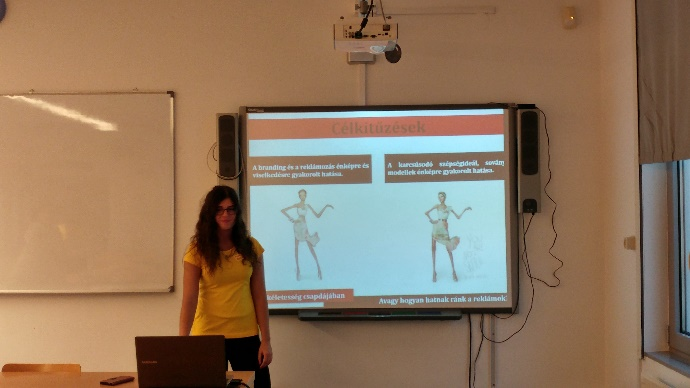 Célkitűzések
A branding és a reklámozás énképre és
viselkedésre gyakorolt hatása.
A karcsúsodó szépségideál, sovány
modellek énképre gyakorolt hatása.
csapdájában
Avagy hogyan hatnak ránk a reklámok